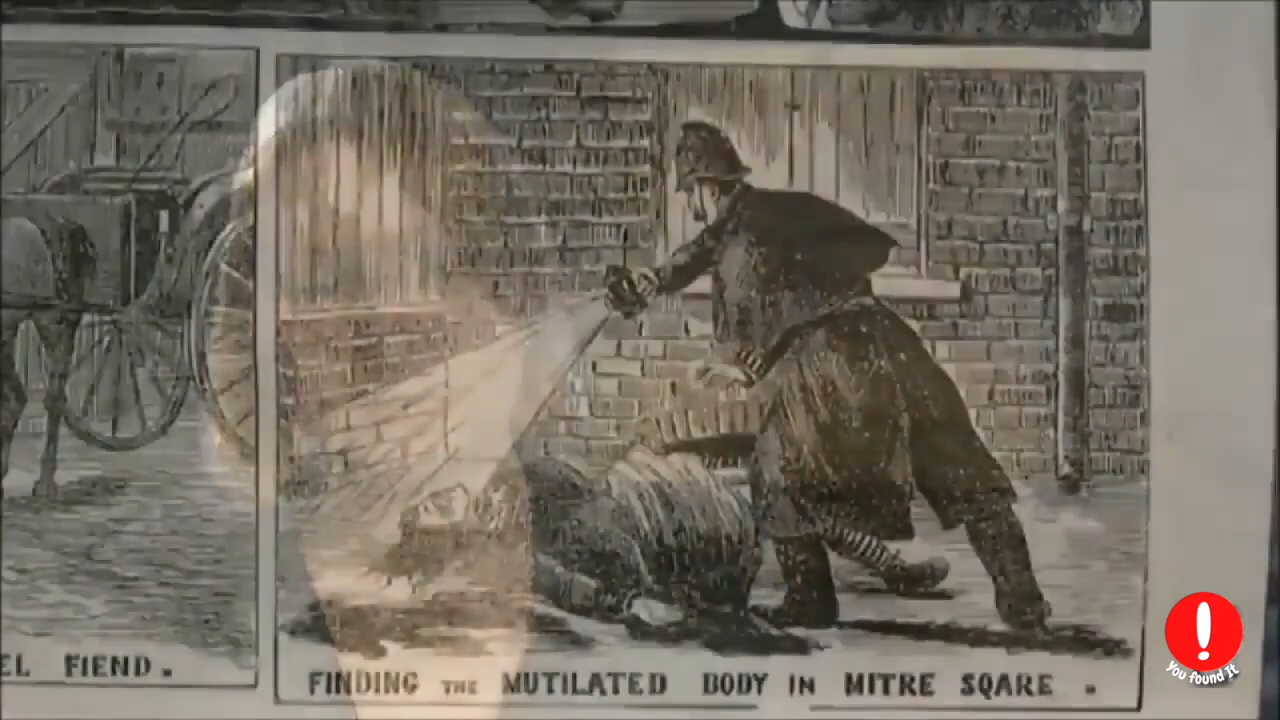 EL FIEND.
FINDING THE MUTILATED BODY IN MITRE SQARE.
You found It